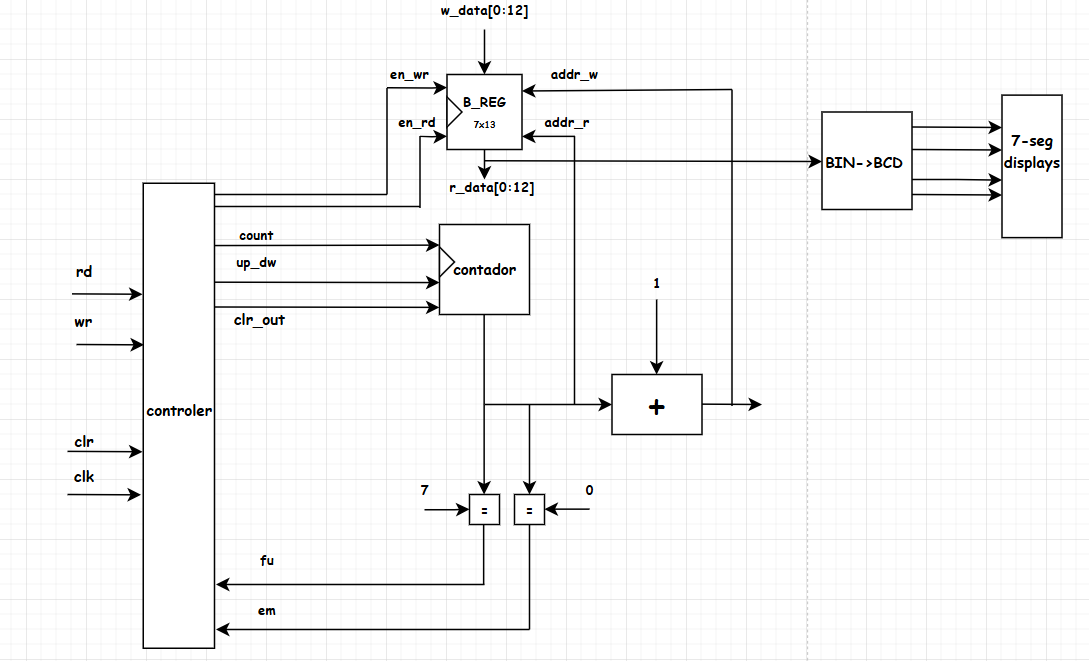 w_data[0:12]
en_wr
addr_w
B_REG
7x13
en_rd
addr_r
r_data[0:12]
BIN->BCD
7-seg
displays
count
up_dw
clr_out
contador
rd
wr
1
+
controler
clr
clk
7
=
=
0
fu
em